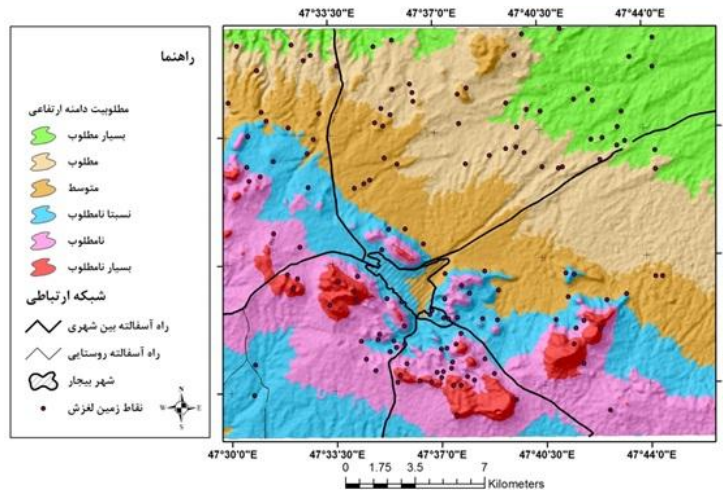 راهنما
مطلوبیت دامنه ارتفاعی
بسیار مطلوب
مطلوب
متوسط
نسبتا نامطلوب
نامطلوب
بسیار نامطلوب
شبکه ارتباطی
راه آسفالته بین شهری
راه آسفالته روستایی
شهر بیجار
نقاط زمین لغزش
N
W E
S
47°33'30"E 47°37'0"E 47°40'30"E 47°44'0"E
47°30'0"E 47°33'30"E 47°37'0"E 47°40'30"E 47°44'0"E
0 1.75 3.5 7
Kilometers